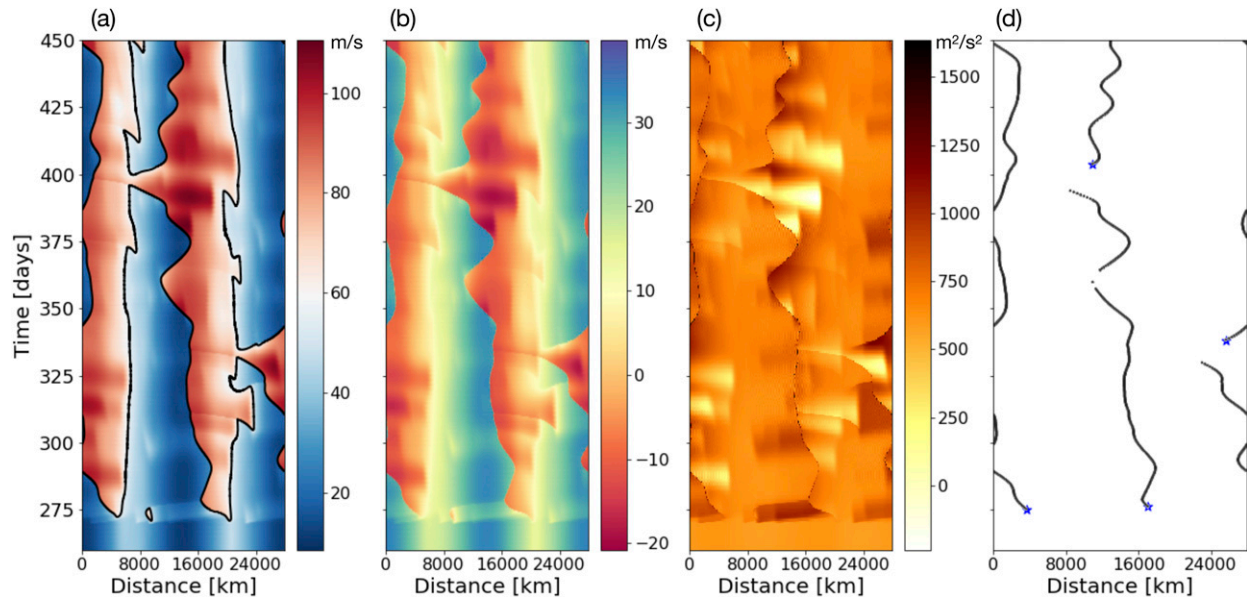 (a) (b) (c) (d)
m/s m/s m²/s²
450
425
400
375
350
325
300
275
Time [days]
0 8000 16000 24000
Distance [km]
100
80
60
40
20
0 8000 16000 24000
Distance [km]
30
20
10
0
−10
−20
0 8000 16000 24000
Distance [km]
1500
1250
1000
750
500
250
0
0 8000 16000 24000
Distance [km]